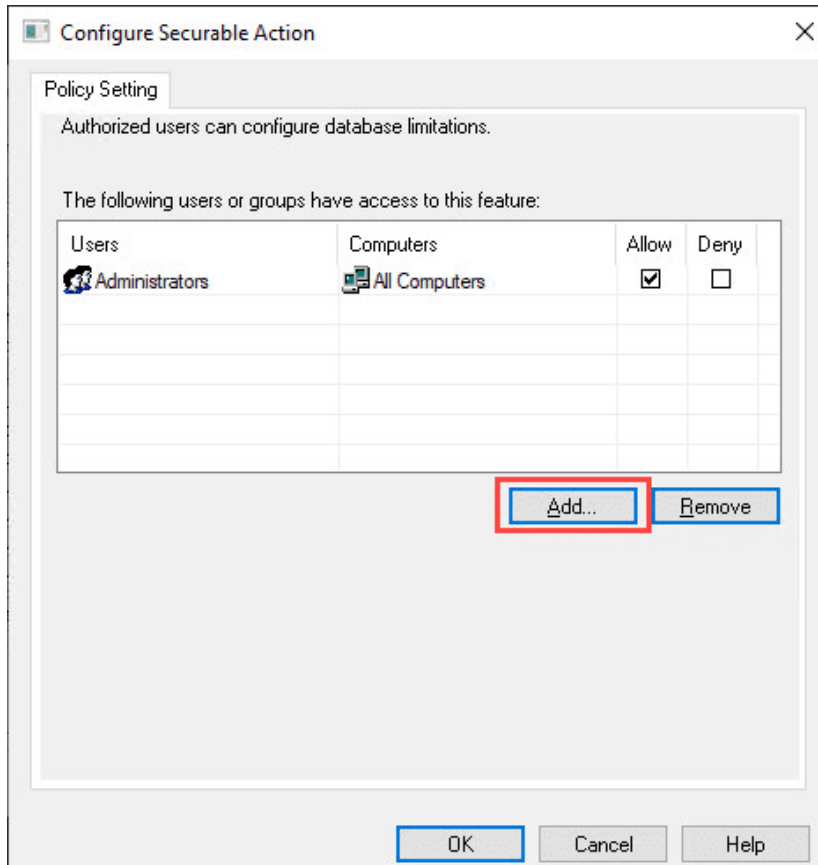 Configure Securable Action
Policy Setting
Authorized users can configure database limitations.
The following users or groups have access to this feature:
Users Computers Allow Deny
Administrators All Computers
Add... Remove
OK Cancel Help